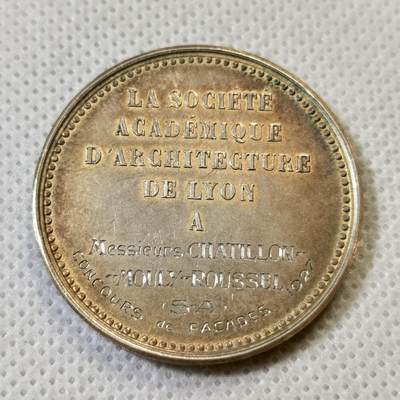 LA SOCIÉTÉ
ACADÉMIQUE
D'ARCHITECTURE
DE LYON
A
Messieurs CHATILLON-
-MOLLY-ROUSSEL
S.A.
CONCOURS de FACADES 1927